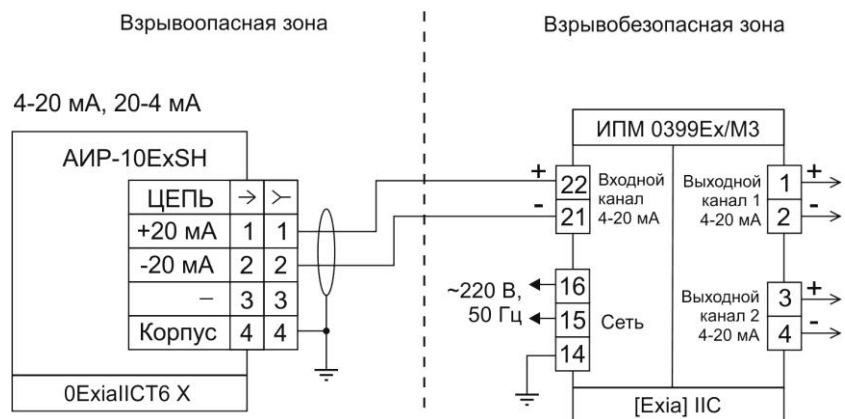 Взрывоопасная зона
Взрывобезопасная зона
4-20 мА, 20-4 мА
АИР-10ExSH
ЦЕПЬ
+20 мА 1 1
-20 мА 2 2
– 3 3
Корпус 4 4
0ExiaIICT6 X
ИПМ 0399Ex/М3
+ 22
- 21
Входной
канал
4-20 мА
Выходной
канал 1
4-20 мА
1 +
2 -
~220 В,
50 Гц
16
15
14
Сеть
Выходной
канал 2
4-20 мА
3 +
4 -
[Exia] IIC